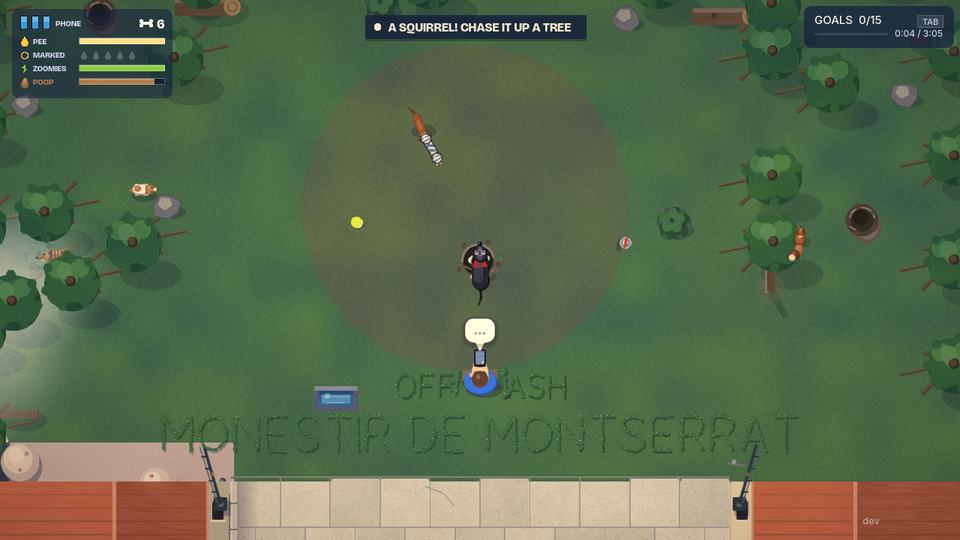 PHONE
6
PEE
MARKED
ZOOMIES
POOP
A SQUIRREL! CHASE IT UP A TREE
GOALS 0/15
TAB
0:04 / 3:05
...
MONESTIR DE MONTSERRAT
dev